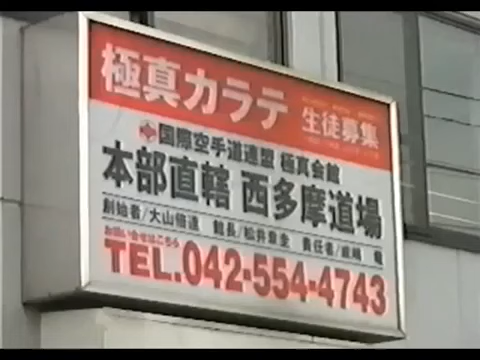 極真カラテ
生徒募集
国際空手道連盟 極真会館
本部直轄 西多摩道場
創始者/大山倍達 館長/松井章圭 責任者/
お問い合せはこちら
TEL.042-554-4743